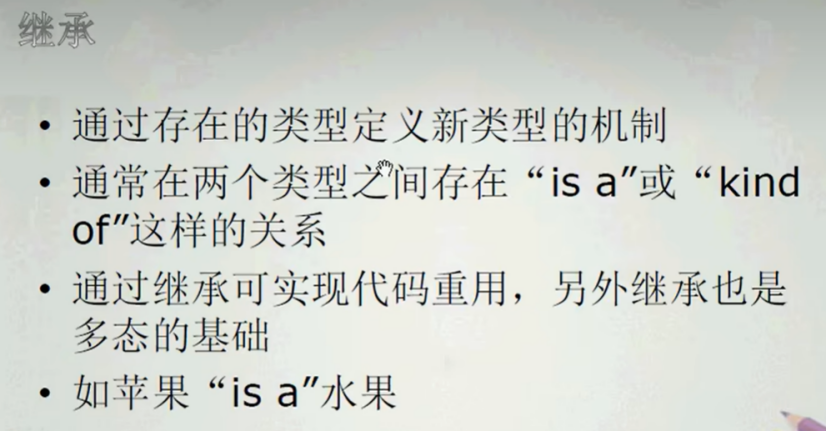 继承
• 通过存在的类型定义新类型的机制
• 通常在两个类型之间存在“is a”或“kind
of”这样的关系
• 通过继承可实现代码重用，另外继承也是
多态的基础
• 如苹果“is a”水果